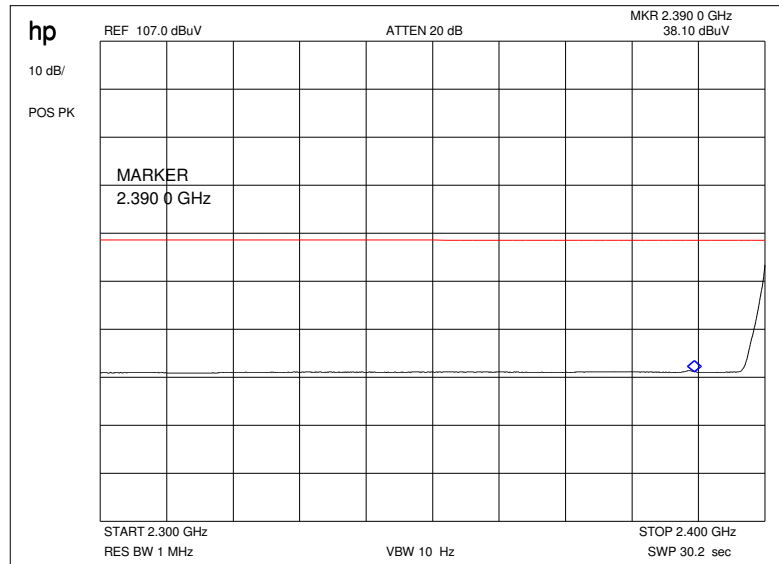 hp
REF 107.0 dBuV
ATTEN 20 dB
MKR 2.390 0 GHz
38.10 dBuV
10 dB/
POS PK
MARKER
2.390 0 GHz
START 2.300 GHz
STOP 2.400 GHz
RES BW 1 MHz
VBW 10 Hz
SWP 30.2 sec